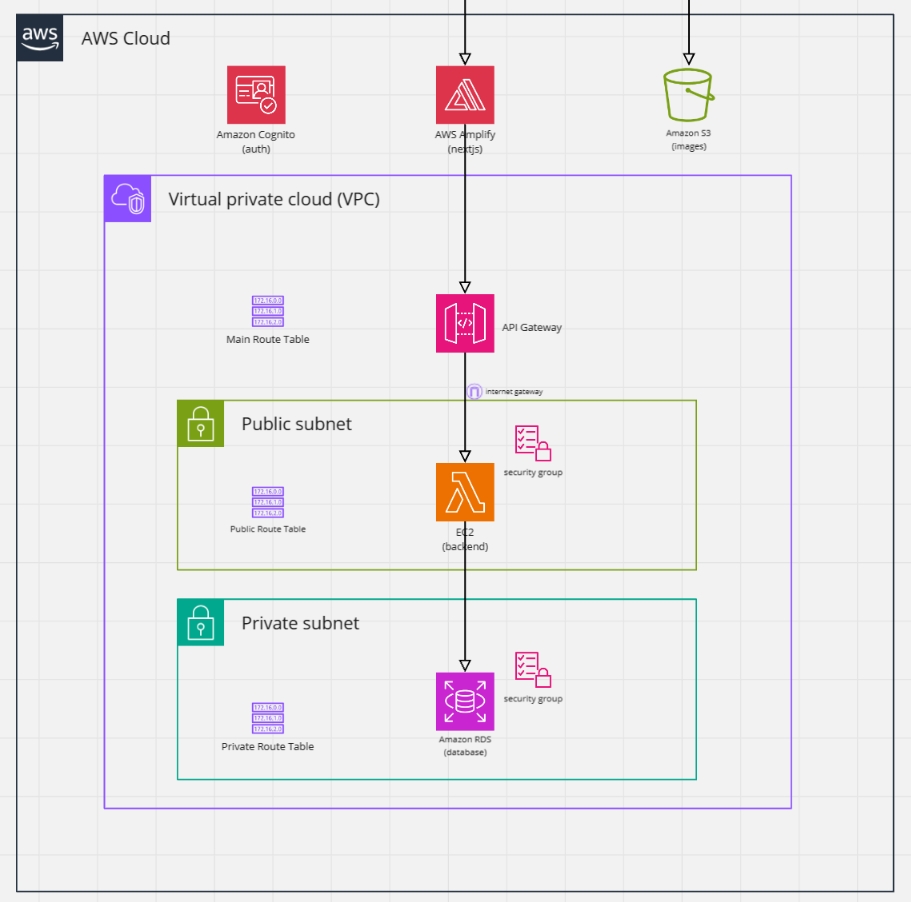 aws
AWS Cloud
Amazon Cognito
(auth)
AWS Amplify
(nextjs)
Amazon S3
(images)
Virtual private cloud (VPC)
172.16.0.0
172.16.1.0
172.16.2.0
Main Route Table
API Gateway
internet gateway
Public subnet
security group
172.16.0.0
172.16.1.0
172.16.2.0
Public Route Table
EC2
(backend)
Private subnet
security group
172.16.0.0
172.16.1.0
172.16.2.0
Private Route Table
Amazon RDS
(database)